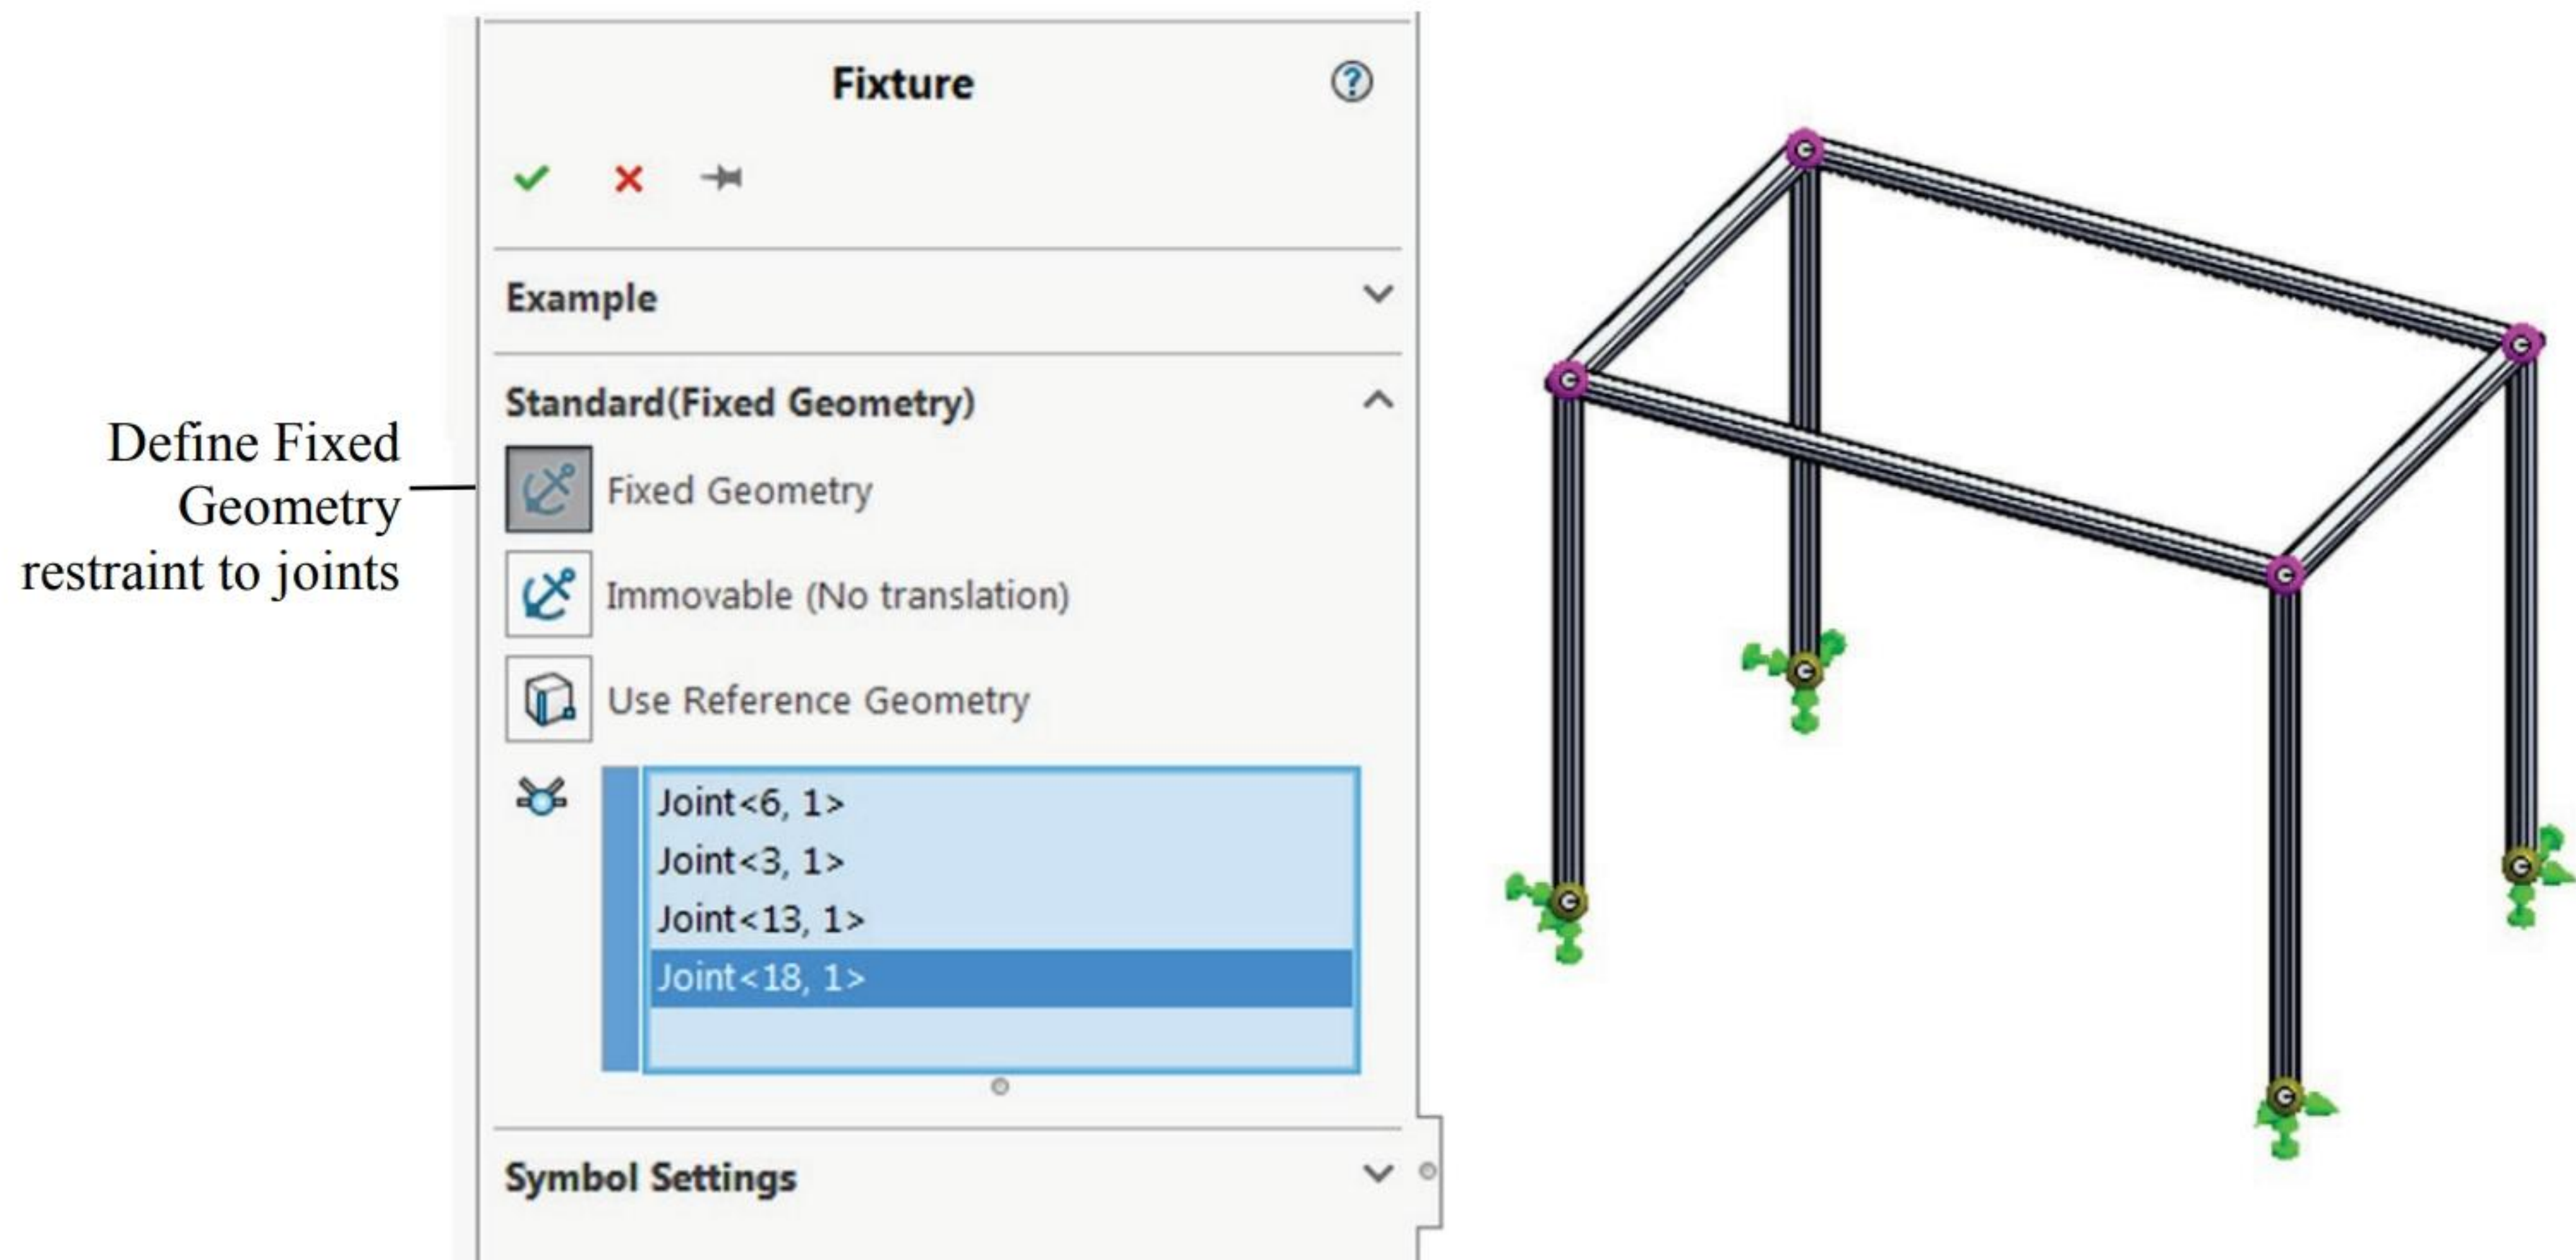 Fixture
?
Example
Standard(Fixed Geometry)
Define Fixed
Geometry
restraint to joints
Fixed Geometry
Immovable (No translation)
Use Reference Geometry
Joint<6, 1>
Joint<3, 1>
Joint<13, 1>
Joint<18, 1>
Symbol Settings